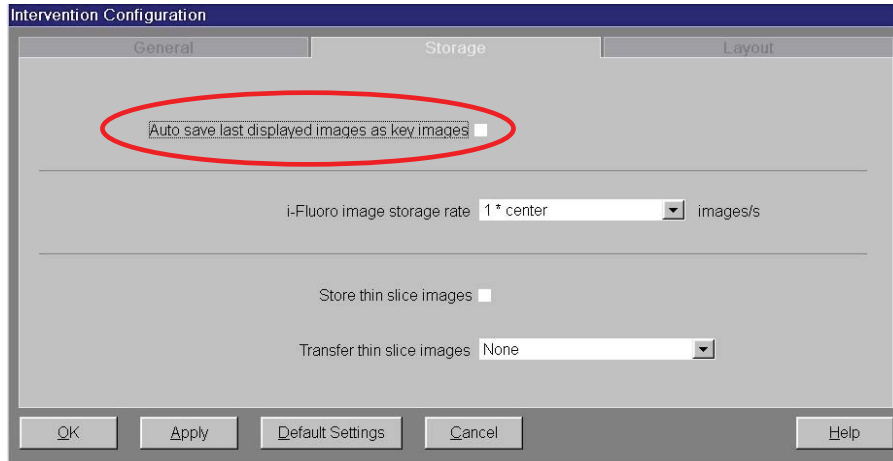 Intervention Configuration
General Storage Layout
Auto save last displayed images as key images
i-Fluoro image storage rate 1 * center images/s
Store thin slice images
Transfer thin slice images None
OK Apply Default Settings Cancel Help